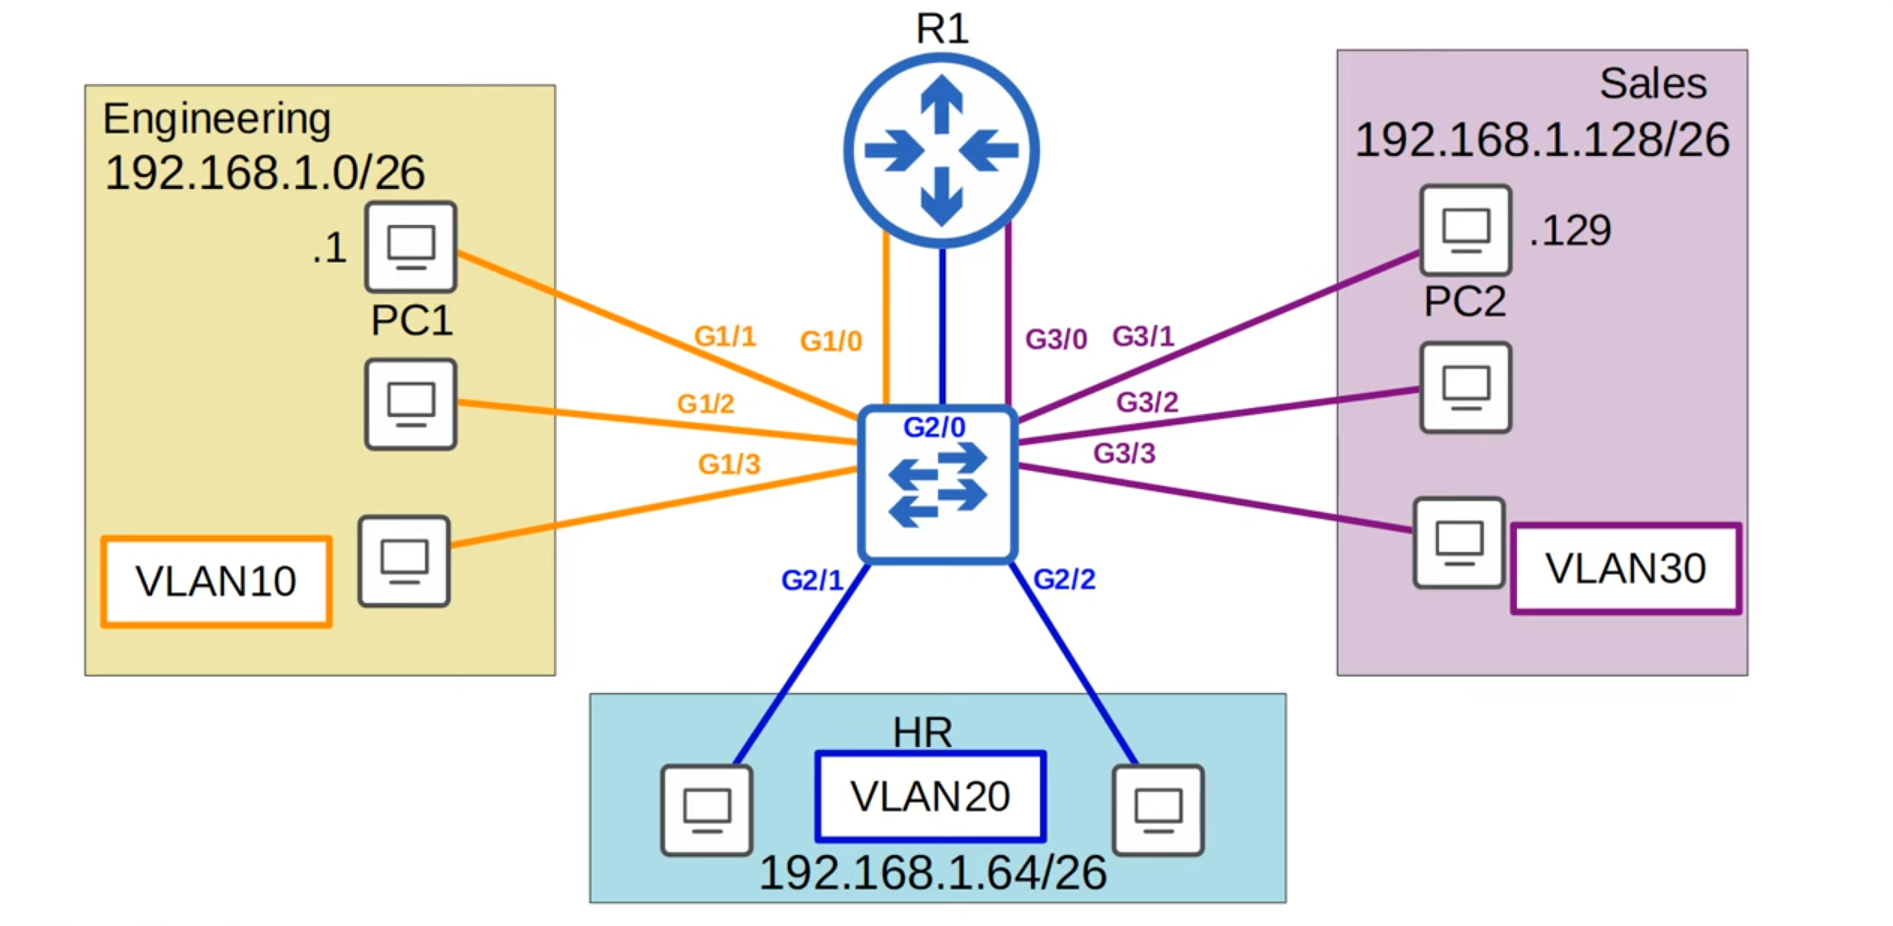 R1
Engineering
192.168.1.0/26
.1
PC1
VLAN10
Sales
192.168.1.128/26
.129
PC2
VLAN30
G1/1
G1/0
G3/0
G3/1
G1/2
G3/2
G2/0
G1/3
G3/3
G2/1
G2/2
HR
VLAN20
192.168.1.64/26